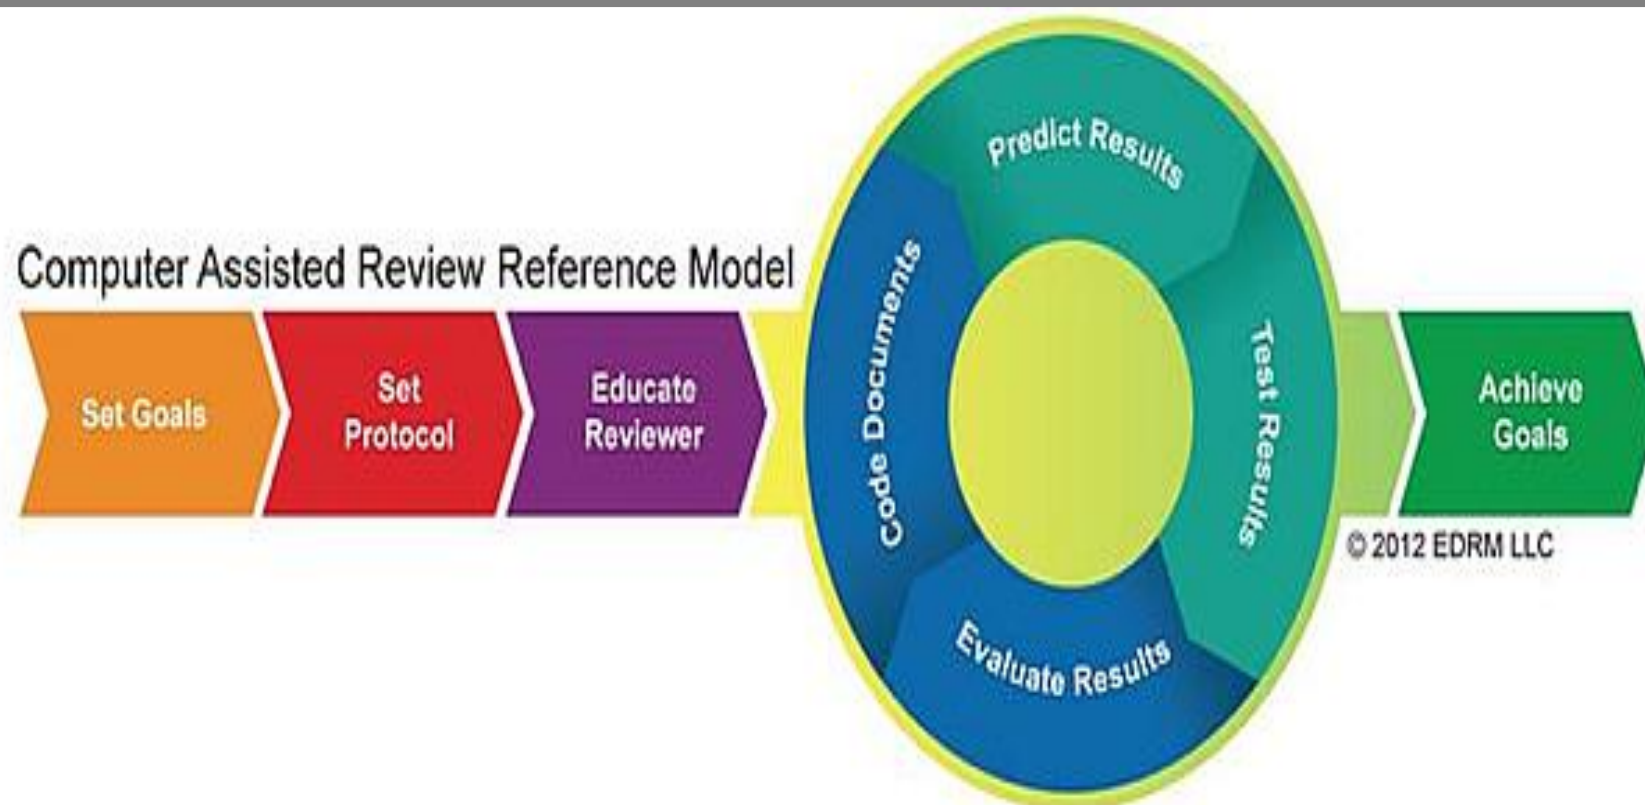 Computer Assisted Review Reference Model
Set Goals
Set
Protocol
Educate
Reviewer
Code Documents
Predict Results
Test Results
Evaluate Results
Achieve
Goals
© 2012 EDRM LLC